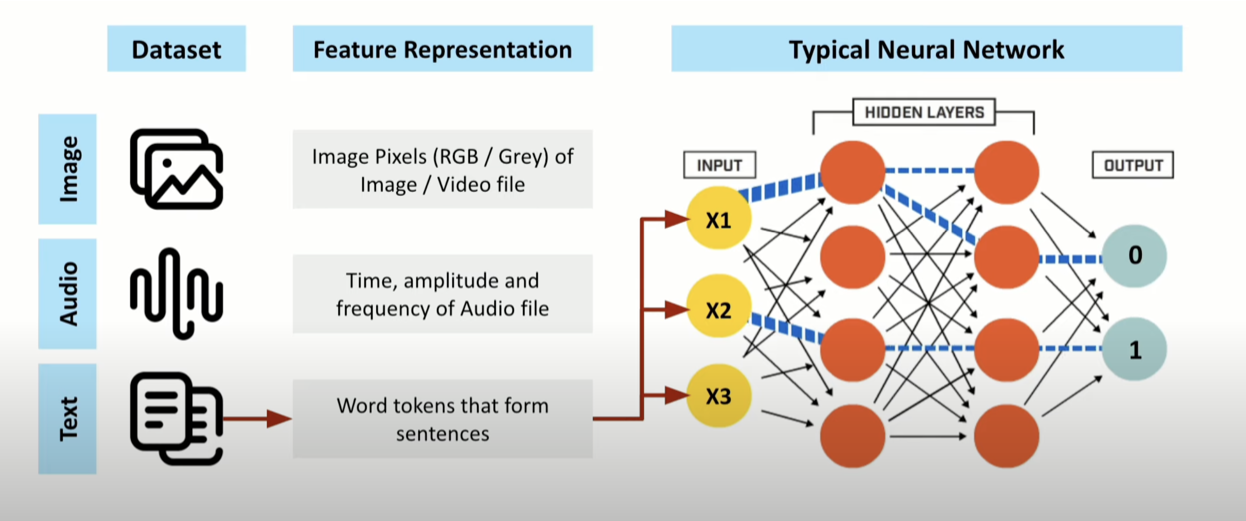 Dataset
Feature Representation
Typical Neural Network
Image
Image Pixels (RGB / Grey) of
Image / Video file
Audio
Time, amplitude and
frequency of Audio file
Text
Word tokens that form
sentences
HIDDEN LAYERS
INPUT
OUTPUT
X1
X2
X3
0
1